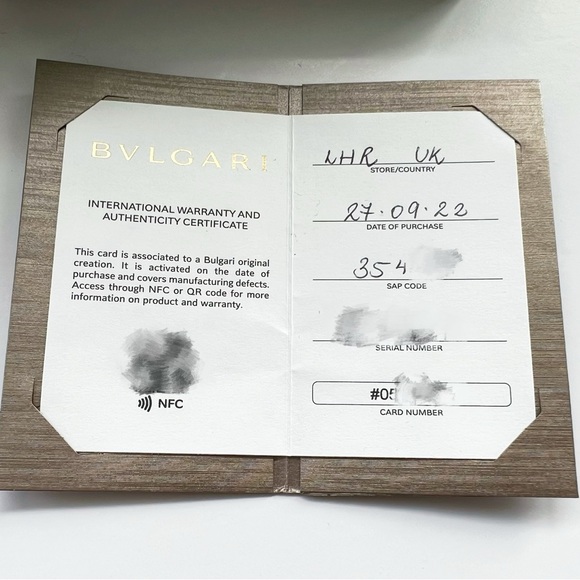 BVLGARI
INTERNATIONAL WARRANTY AND
AUTHENTICITY CERTIFICATE
This card is associated to a Bulgari original
creation. It is activated on the date of
purchase and covers manufacturing defects.
Access through NFC or QR code for more
information on product and warranty.
NFC
LHR UK
STORE/COUNTRY
27.09.22
DATE OF PURCHASE
354
SAP CODE
SERIAL NUMBER
#05
CARD NUMBER